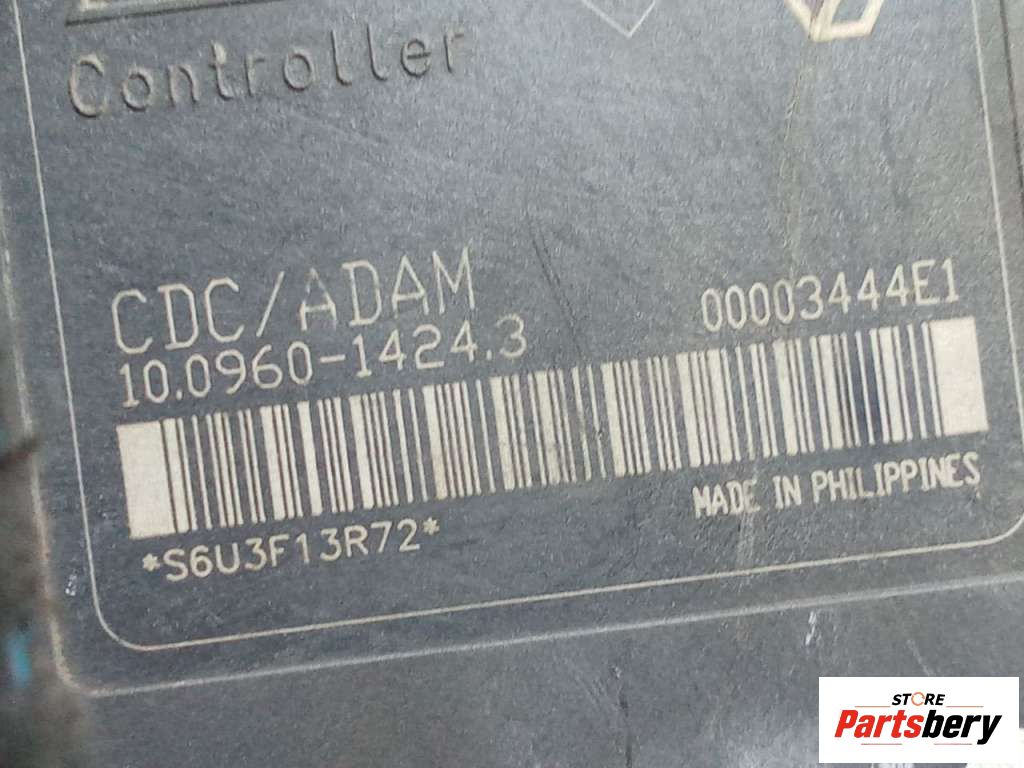 Controller
CDC/ADAM
10.0960-1424.3
00003444E1
*S6U3F13R72*
MADE IN PHILIPPINES
STORE
Partsbery